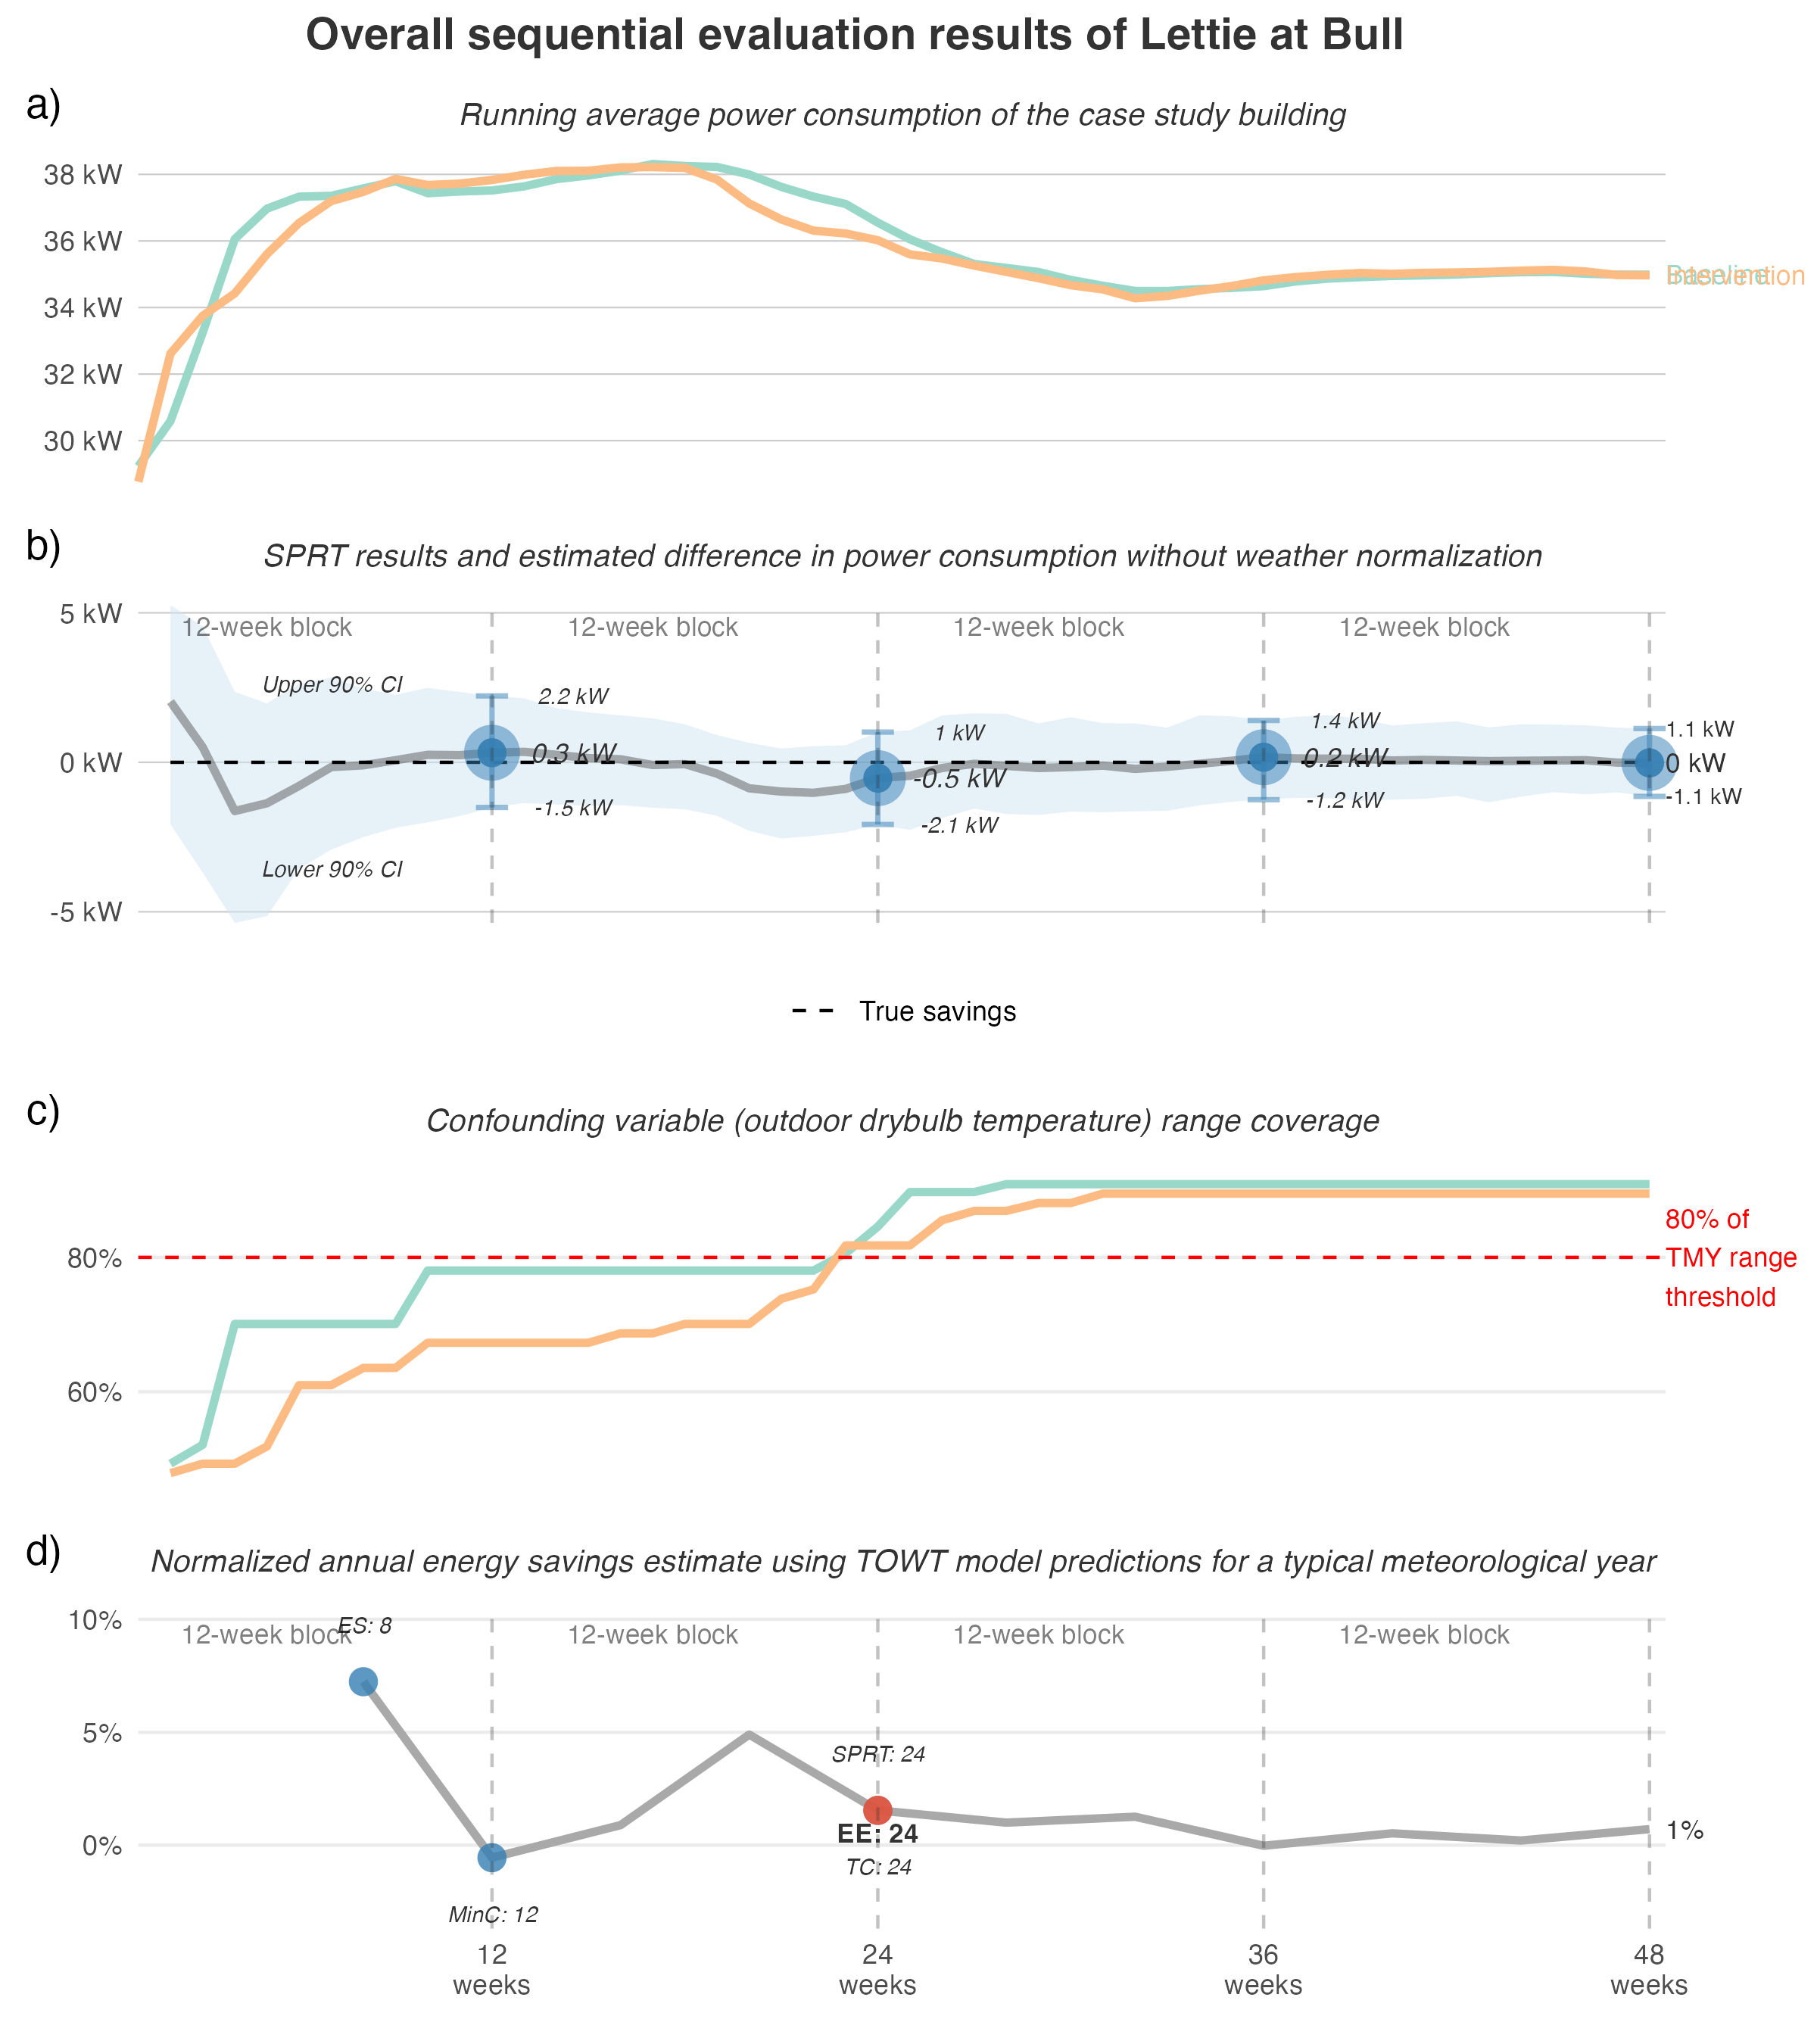 Overall sequential evaluation results of Lettie at Bull
a)
Running average power consumption of the case study building
38 kW
36 kW
34 kW
32 kW
30 kW
Baseline
Intervention
b)
SPRT results and estimated difference in power consumption without weather normalization
5 kW
0 kW
-5 kW
12-week block
12-week block
12-week block
12-week block
Upper 90% CI
Lower 90% CI
2.2 kW
0.3 kW
-1.5 kW
1 kW
-0.5 kW
-2.1 kW
1.4 kW
0.2 kW
-1.2 kW
1.1 kW
0 kW
-1.1 kW
True savings
c)
Confounding variable (outdoor drybulb temperature) range coverage
80%
60%
80% of
TMY range
threshold
d)
Normalized annual energy savings estimate using TOWT model predictions for a typical meteorological year
10%
5%
0%
12-week block
12-week block
12-week block
12-week block
ES: 8
MinC: 12
SPRT: 24
EE: 24
TC: 24
1%
12
weeks
24
weeks
36
weeks
48
weeks